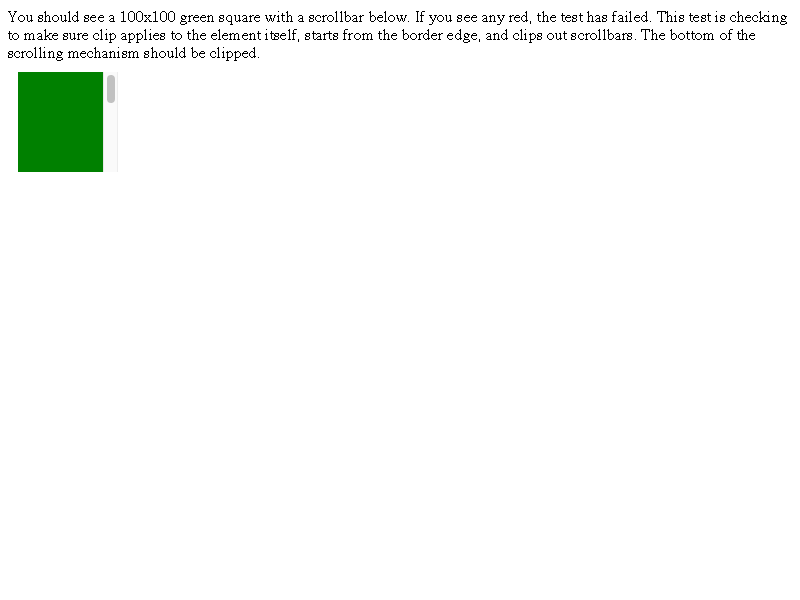 You should see a 100x100 green square with a scrollbar below. If you see any red, the test has failed. This test is checking
to make sure clip applies to the element itself, starts from the border edge, and clips out scrollbars. The bottom of the
scrolling mechanism should be clipped.